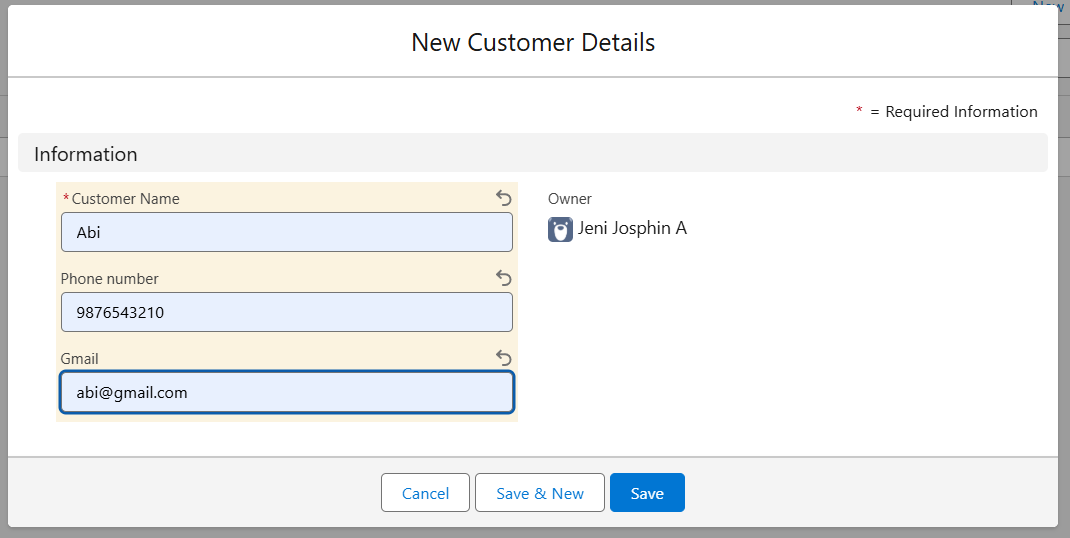 New
New Customer Details
* = Required Information
Information
*Customer Name
Abi
Owner
Jeni Josphin A
Phone number
9876543210
Gmail
abi@gmail.com
Cancel
Save & New
Save